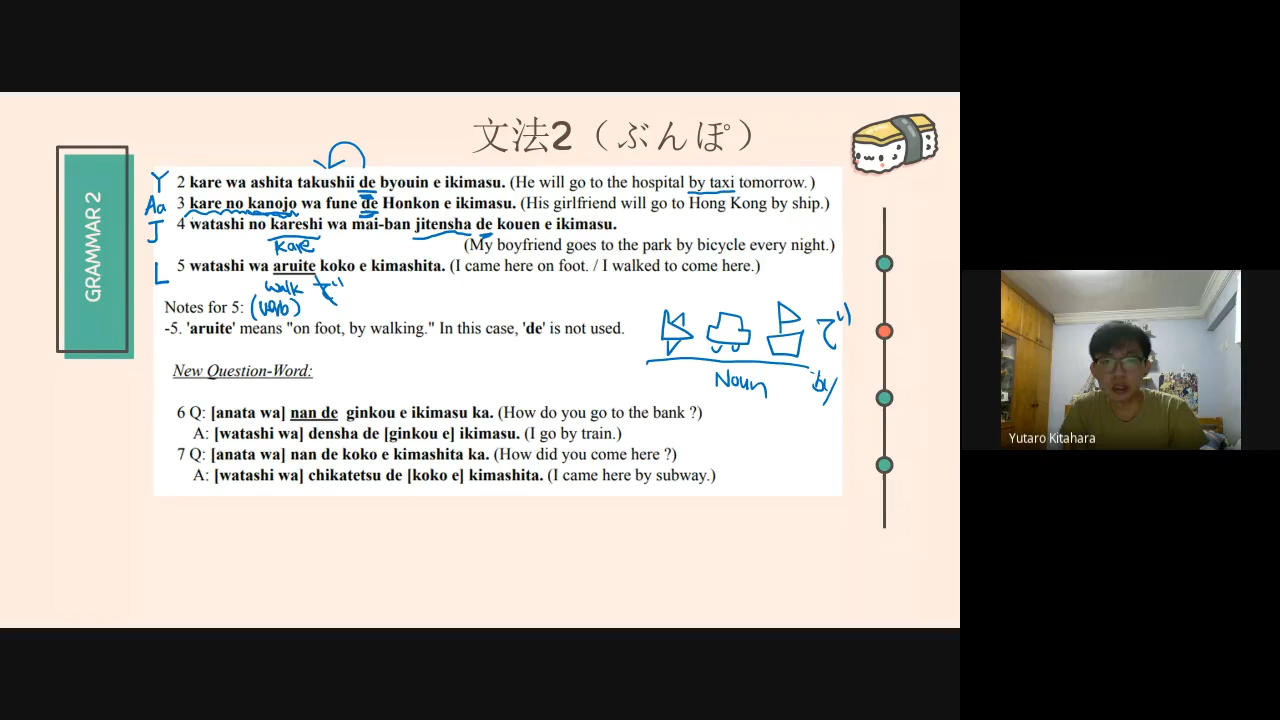 文法2（ぶんぽ）
GRAMMAR 2
Y 2 kare wa ashita takushii de byouin e ikimasu. (He will go to the hospital by taxi tomorrow.)
Aa 3 kare no kanojo wa fune de Honkon e ikimasu. (His girlfriend will go to Hong Kong by ship.)
J 4 watashi no kareshi wa mai-ban jitensha de kouen e ikimasu.
kare (My boyfriend goes to the park by bicycle every night.)
L 5 watashi wa aruite koko e kimashita. (I came here on foot. / I walked to come here.)
walk で
Notes for 5: (verb)
-5. 'aruite' means "on foot, by walking." In this case, 'de' is not used.
で
Noun by
New Question-Word:
6 Q: [anata wa] nan de ginkou e ikimasu ka. (How do you go to the bank ?)
A: [watashi wa] densha de [ginkou e] ikimasu. (I go by train.)
7 Q: [anata wa] nan de koko e kimashita ka. (How did you come here ?)
A: [watashi wa] chikatetsu de [koko e] kimashita. (I came here by subway.)
Yutaro Kitahara